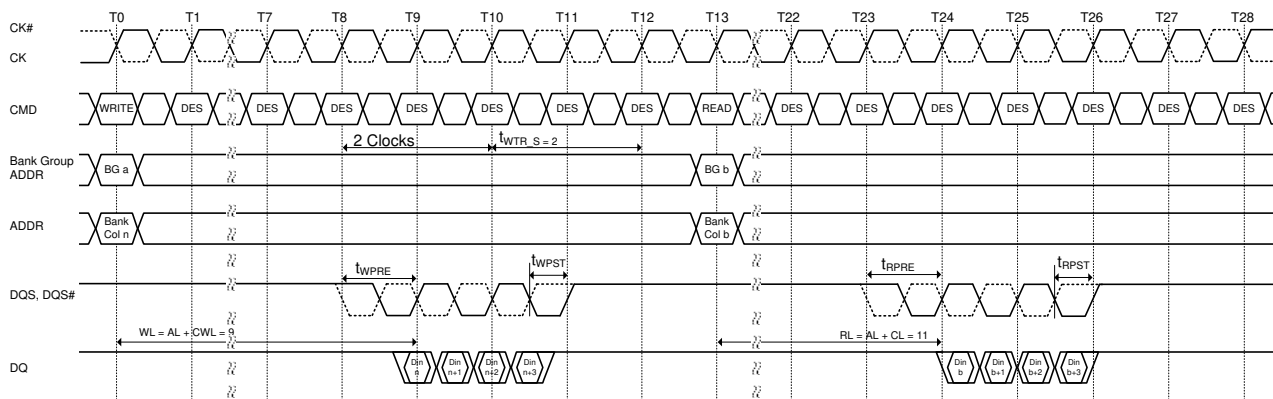 T0 T1 T7 T8 T9 T10 T11 T12 T13 T22 T23 T24 T25 T26 T27 T28
CK#
CK
CMD WRITE DES DES DES DES DES DES DES READ DES DES DES DES DES DES DES
2 Clocks tWTR_S = 2
Bank Group
ADDR BG a BG b
ADDR Bank Col n Bank Col b
tWPRE tWPST tRPRE tRPST
DQS, DQS#
WL = AL + CWL = 9 RL = AL + CL = 11
DQ Din n Din n+1 Din n+2 Din n+3 Din b Din b+1 Din b+2 Din b+3